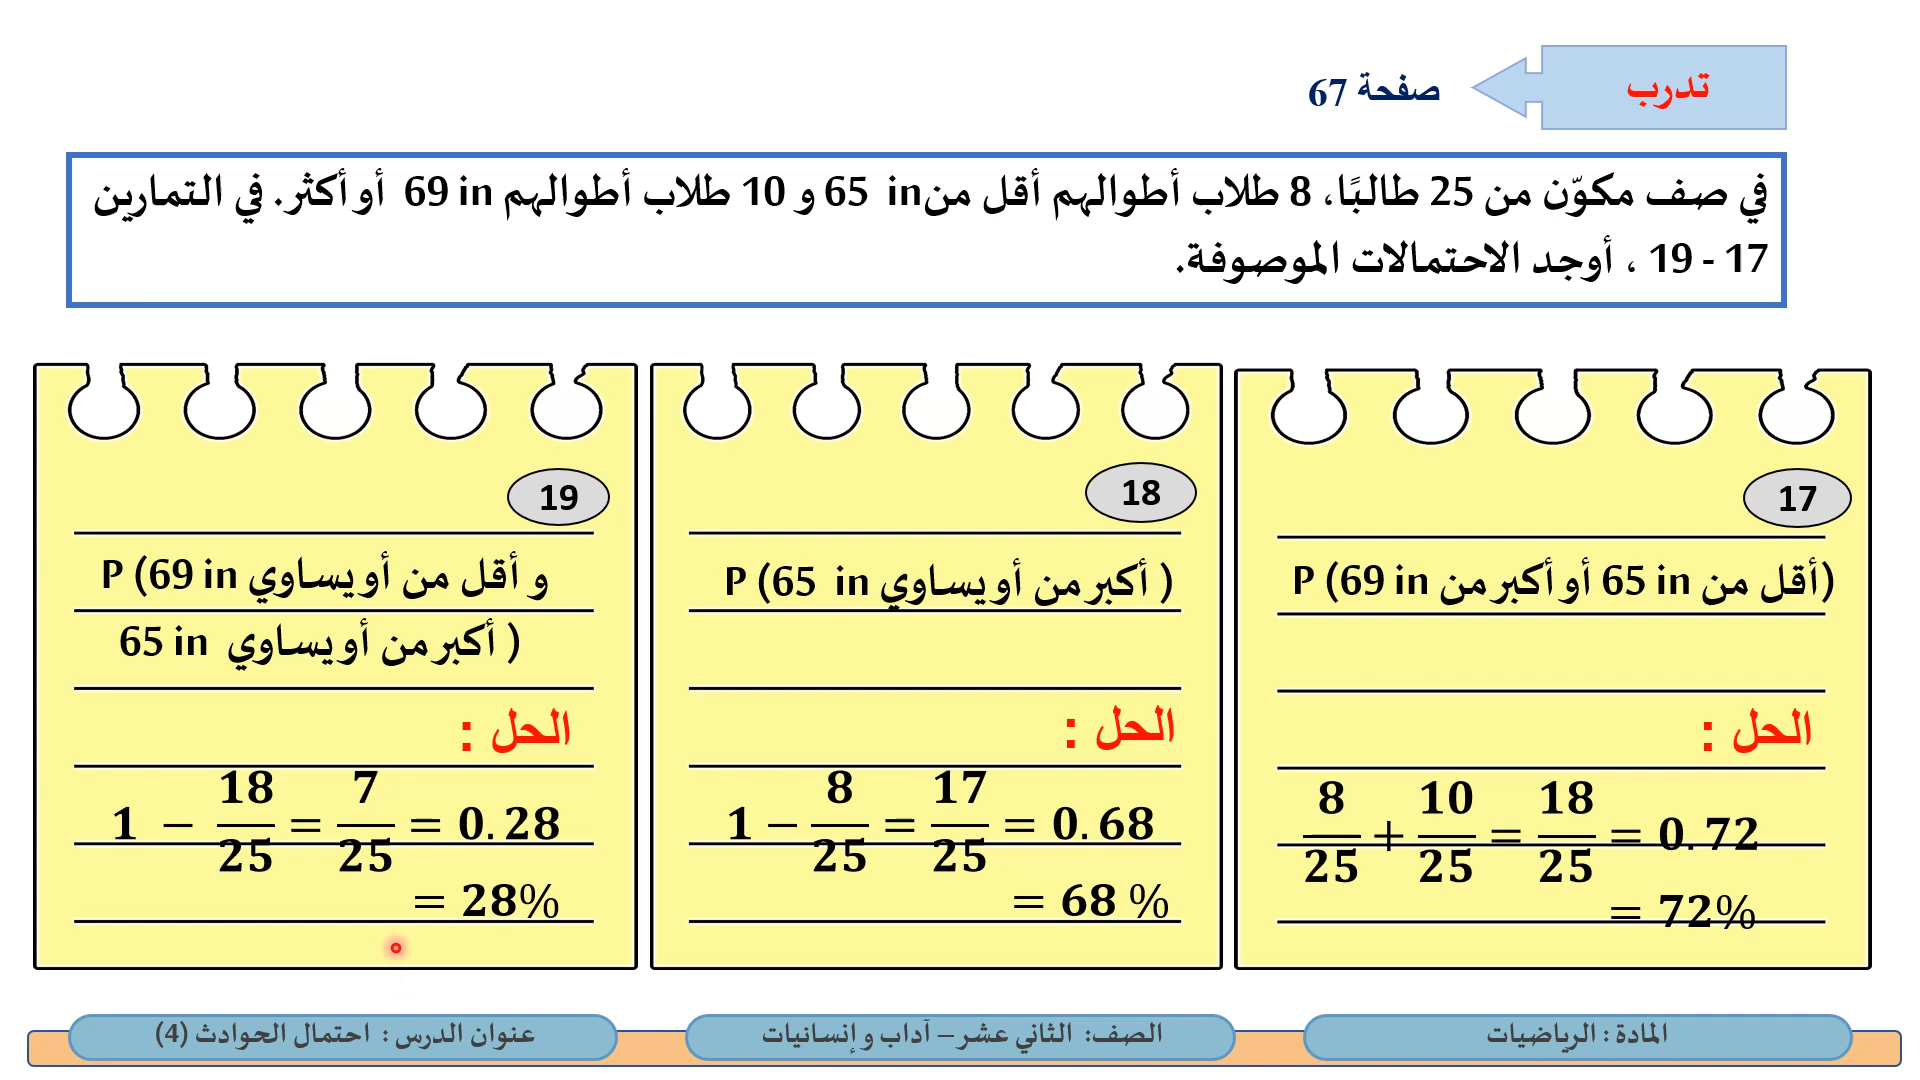 تدرب
صفحة 67
في صف مكوّن من 25 طالبًا، 8 طلاب أطوالهم أقل من 65 in و 10 طلاب أطوالهم 69 in أو أكثر. في التمارين
17 - 19 ، أوجد الاحتمالات الموصوفة.
17
P (69 in أقل من 65 in أو أكبر من)
الحل :
8/25 + 10/25 = 18/25 = 0.72
= 72%
18
P (65 in أكبر من أو يساوي )
الحل :
1 − 8/25 = 17/25 = 0.68
= 68 %
19
P (69 in و أقل من أو يساوي
65 in أكبر من أو يساوي )
الحل :
1 − 18/25 = 7/25 = 0.28
= 28%
المادة : الرياضيات
الصف: الثاني عشر – آداب و إنسانيات
عنوان الدرس : احتمال الحوادث (4)